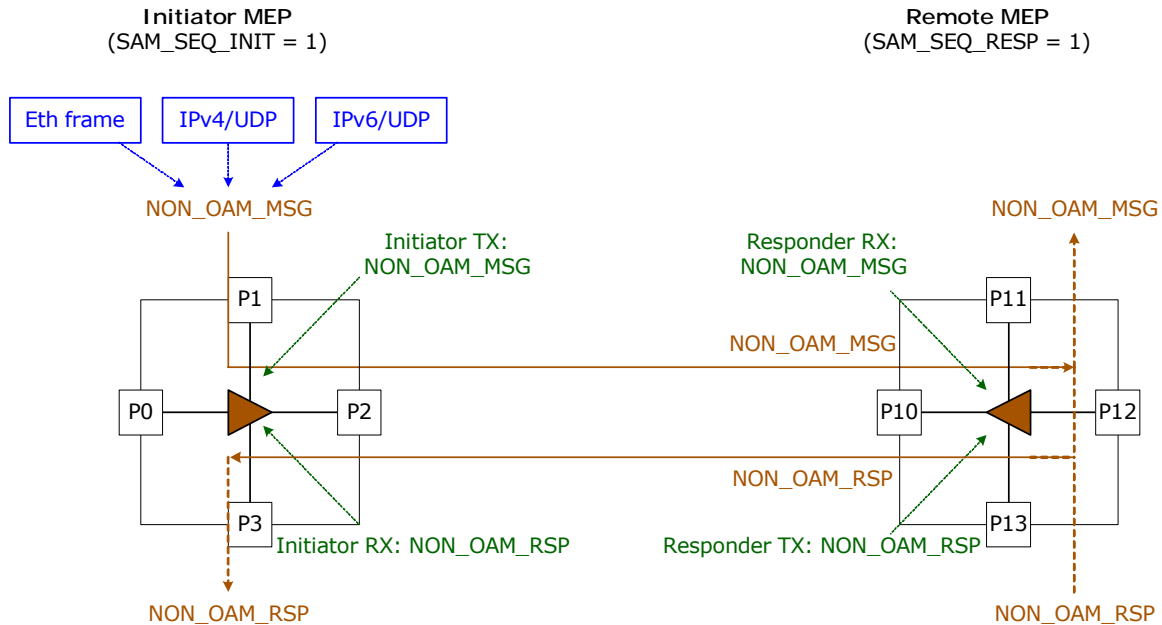 Initiator MEP
(SAM_SEQ_INIT = 1)
Remote MEP
(SAM_SEQ_RESP = 1)
Eth frame
IPv4/UDP
IPv6/UDP
NON_OAM_MSG
NON_OAM_MSG
Initiator TX:
NON_OAM_MSG
Responder RX:
NON_OAM_MSG
P1
P11
NON_OAM_MSG
P0
P2
P10
P12
NON_OAM_RSP
P3
P13
Initiator RX: NON_OAM_RSP
Responder TX: NON_OAM_RSP
NON_OAM_RSP
NON_OAM_RSP